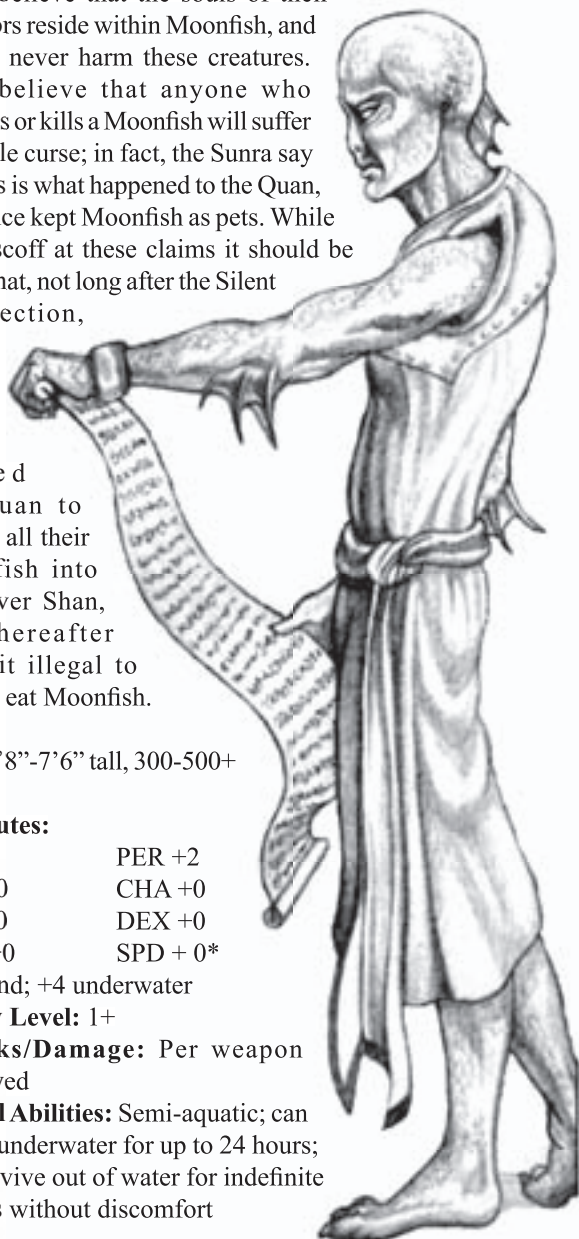 believe that the souls of their
ors reside within Moonfish, and
never harm these creatures.
believe that anyone who
s or kills a Moonfish will suffer
le curse; in fact, the Sunra say
s is what happened to the Quan,
ce kept Moonfish as pets. While
scoff at these claims it should be
hat, not long after the Silent
ection,
ed
uan to
all their
fish into
ver Shan,
hereafter
it illegal to
eat Moonfish.
’8”-7’6” tall, 300-500+
utes:
PER +2
0 CHA +0
0 DEX +0
+0 SPD + 0*
nd; +4 underwater
y Level: 1+
ks/Damage: Per weapon
yed
l Abilities: Semi-aquatic; can
underwater for up to 24 hours;
vive out of water for indefinite
s without discomfort